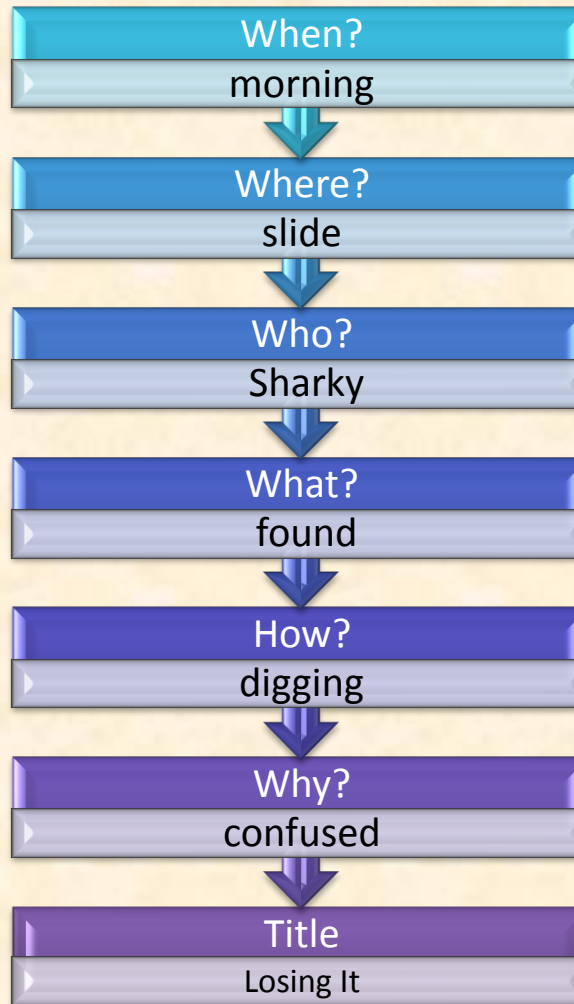 When?
morning
Where?
slide
Who?
Sharky
What?
found
How?
digging
Why?
confused
Title
Losing It